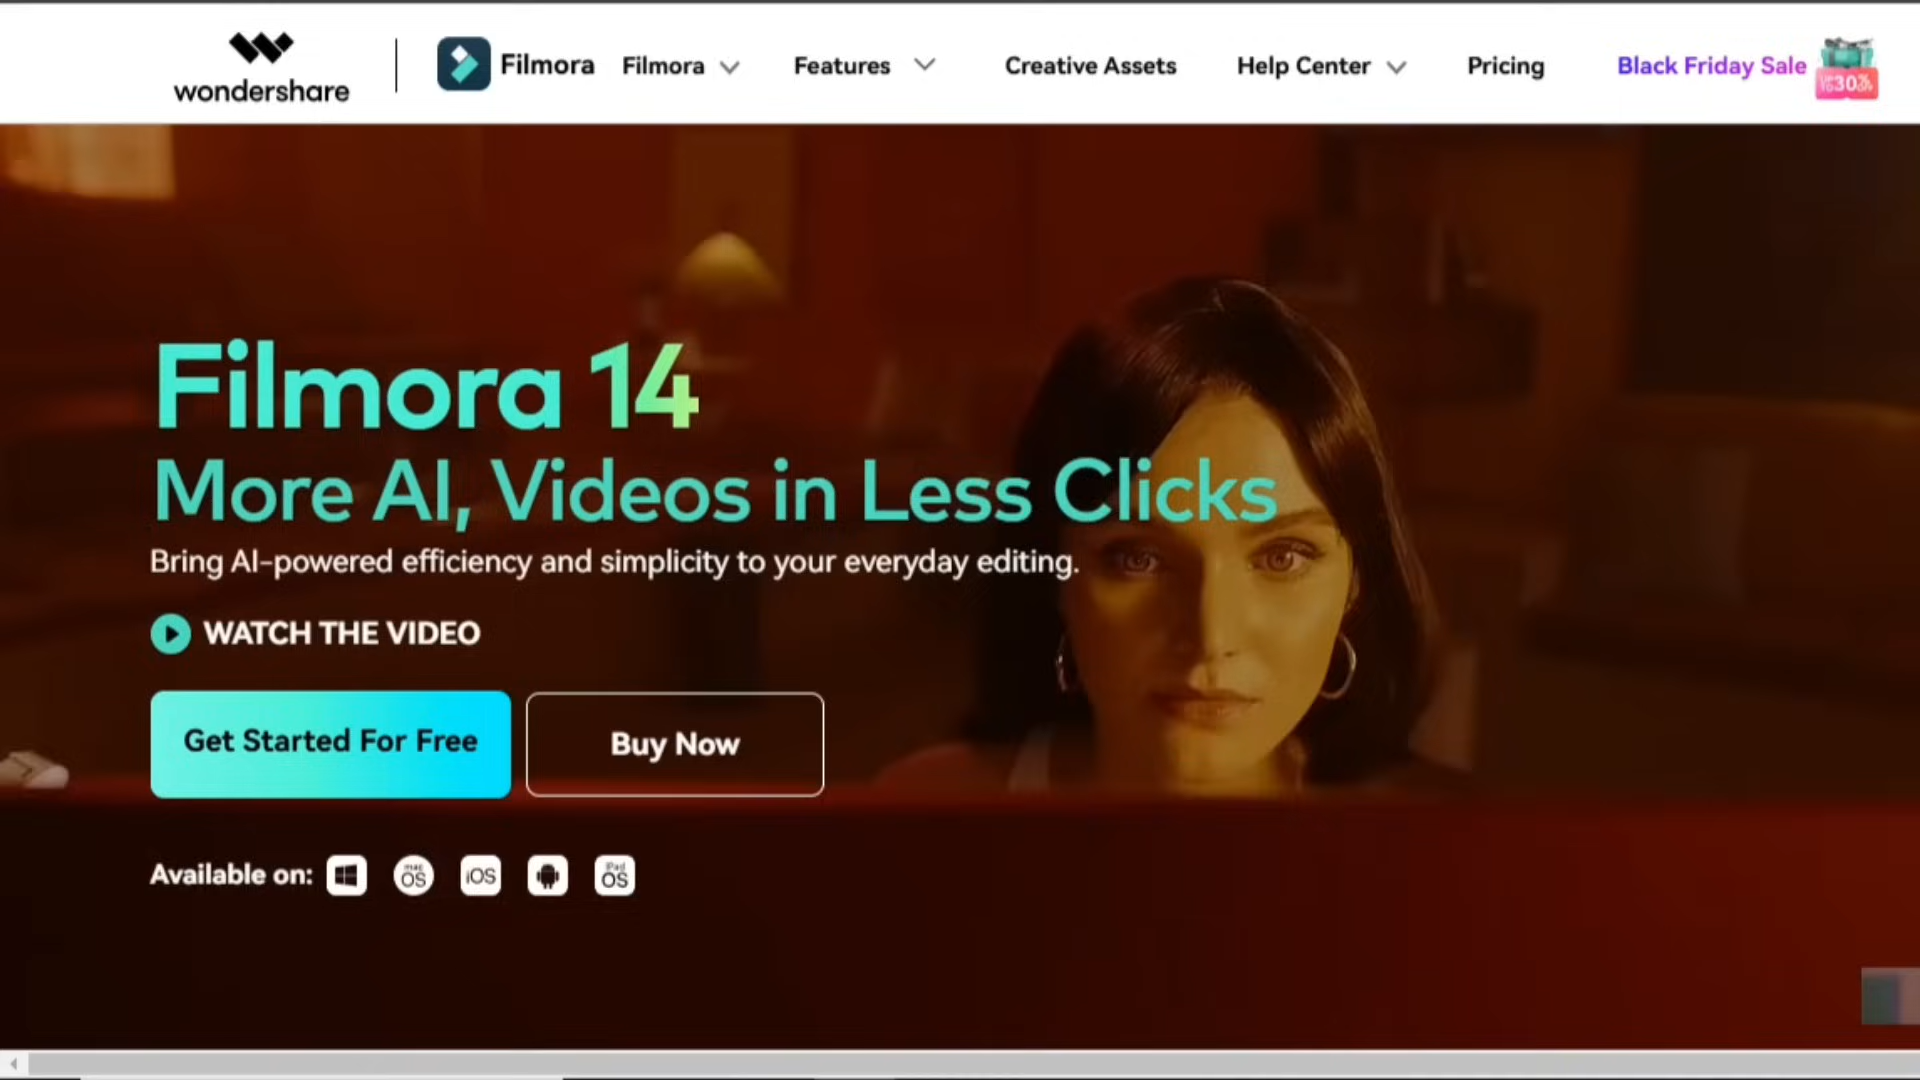 wondershare
Filmora Filmora Features Creative Assets Help Center Pricing Black Friday Sale
30%
Filmora 14
More AI, Videos in Less Clicks
Bring AI-powered efficiency and simplicity to your everyday editing.
WATCH THE VIDEO
Get Started For Free Buy Now
Available on: mac OS iOS iPad OS